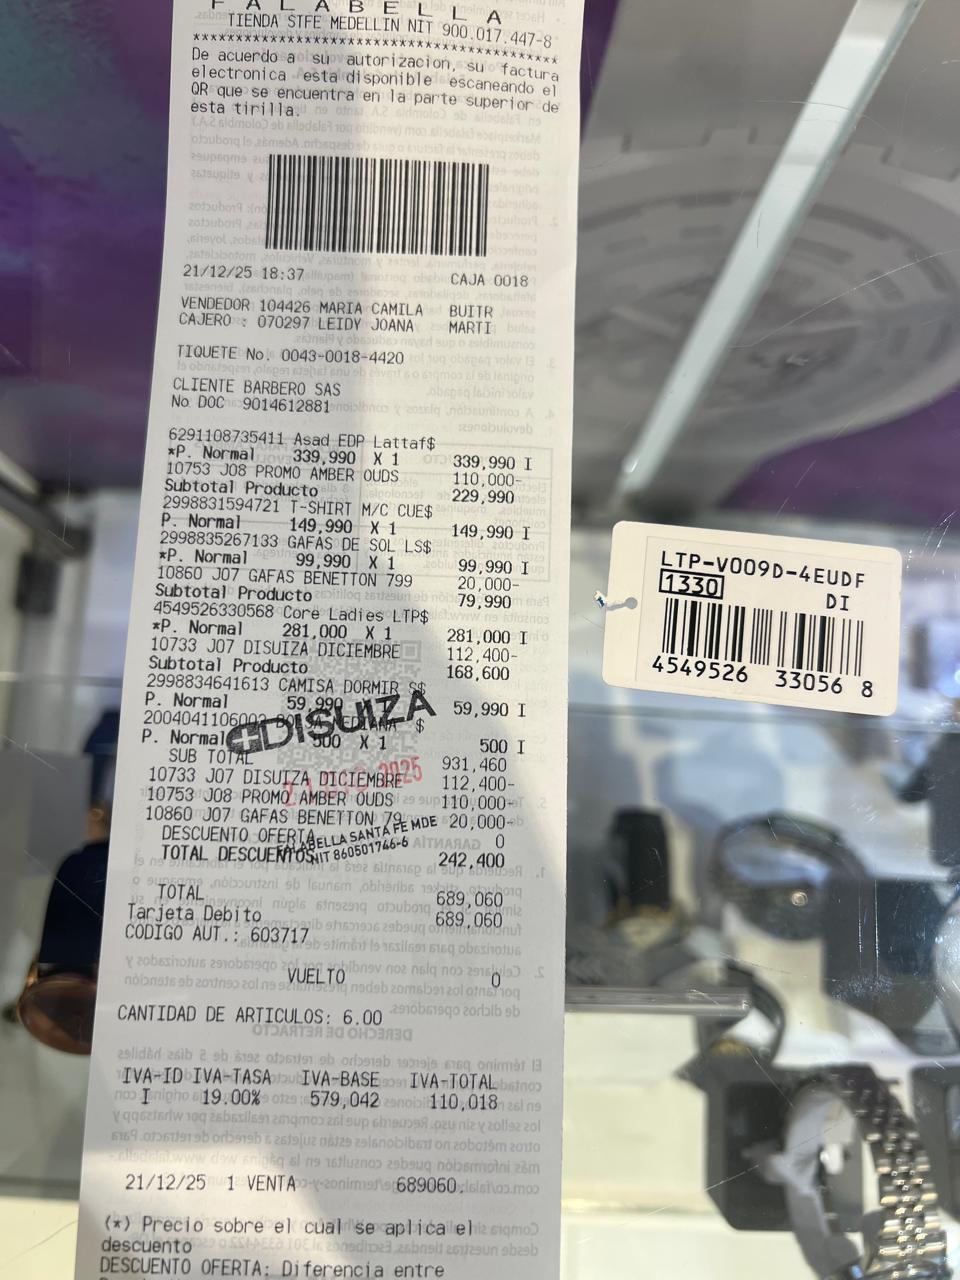 FALABELLA
TIENDA STFE MEDELLIN NIT 900.017.447-8
******************************************
De acuerdo a su autorizacion, su factura
electronica esta disponible escaneando el
QR que se encuentra en la parte superior de
esta tirilla.
21/12/25 18:37 CAJA 0018
VENDEDOR 104426 MARIA CAMILA BUITR
CAJERO : 070297 LEIDY JOANA MARTI
TIQUETE No. 0043-0018-4420
CLIENTE BARBERO SAS
No DOC 9014612881
6291108735411 Asad EDP Lattaf$
*P. Normal 339,990 X 1 339,990 I
10753 J08 PROMO AMBER OUDS 110,000-
Subtotal Producto 229,990
2998831594721 T-SHIRT M/C CUE$
P. Normal 149,990 X 1 149,990 I
2998835267133 GAFAS DE SOL LS$
*P. Normal 99,990 X 1 99,990 I
10860 J07 GAFAS BENETTON 799 20,000-
Subtotal Producto 79,990
4549526330568 Core Ladies LTP$
*P. Normal 281,000 X 1 281,000 I
10733 J07 DISUIZA DICIEMBRE 112,400-
Subtotal Producto 168,600
2998834641613 CAMISA DORMIR S$
P. Normal 59,990 X 1 59,990 I
2004041106002 BOLSA MEDIANA $
P. Normal 500 X 1 500 I
DISUIZA
SUB TOTAL 931,460
10733 J07 DISUIZA DICIEMBRE 112,400-
2025
10753 J08 PROMO AMBER OUDS 110,000-
10860 J07 GAFAS BENETTON 79 20,000-
DESCUENTO OFERTA 0
FALABELLA SANTA FE MDE
NIT 860501746-6
TOTAL DESCUENTOS 242,400
TOTAL 689,060
Tarjeta Debito 689,060
CODIGO AUT.: 603717
VUELTO 0
CANTIDAD DE ARTICULOS: 6.00
IVA-ID IVA-TASA IVA-BASE IVA-TOTAL
I 19.00% 579,042 110,018
21/12/25 1 VENTA 689060.
(*) Precio sobre el cual se aplica el
descuento
DESCUENTO OFERTA: Diferencia entre
LTP-V009D-4EUDF
1330 DI
4549526 33056 8